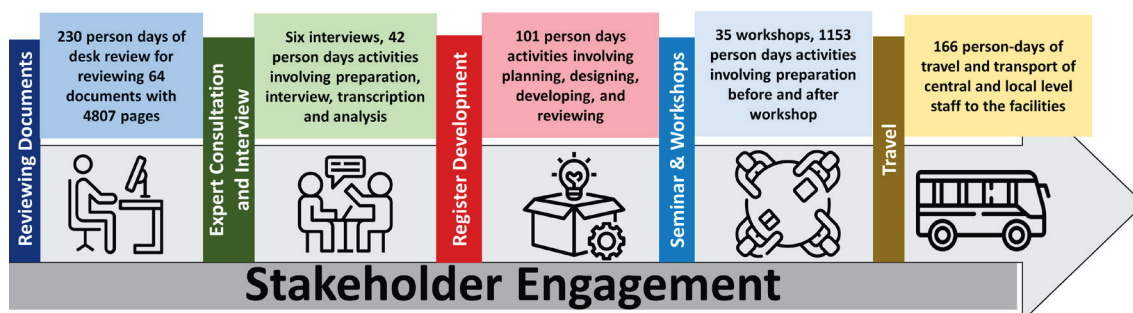 Reviewing Documents
230 person days of
desk review for
reviewing 64
documents with
4807 pages
Expert Consultation
and Interview
Six interviews, 42
person days activities
involving preparation,
interview, transcription
and analysis
Register Development
101 person days
activities involving
planning, designing,
developing, and
reviewing
Seminar & Workshops
35 workshops, 1153
person days activities
involving preparation
before and after
workshop
Travel
166 person-days of
travel and transport of
central and local level
staff to the facilities
Stakeholder Engagement